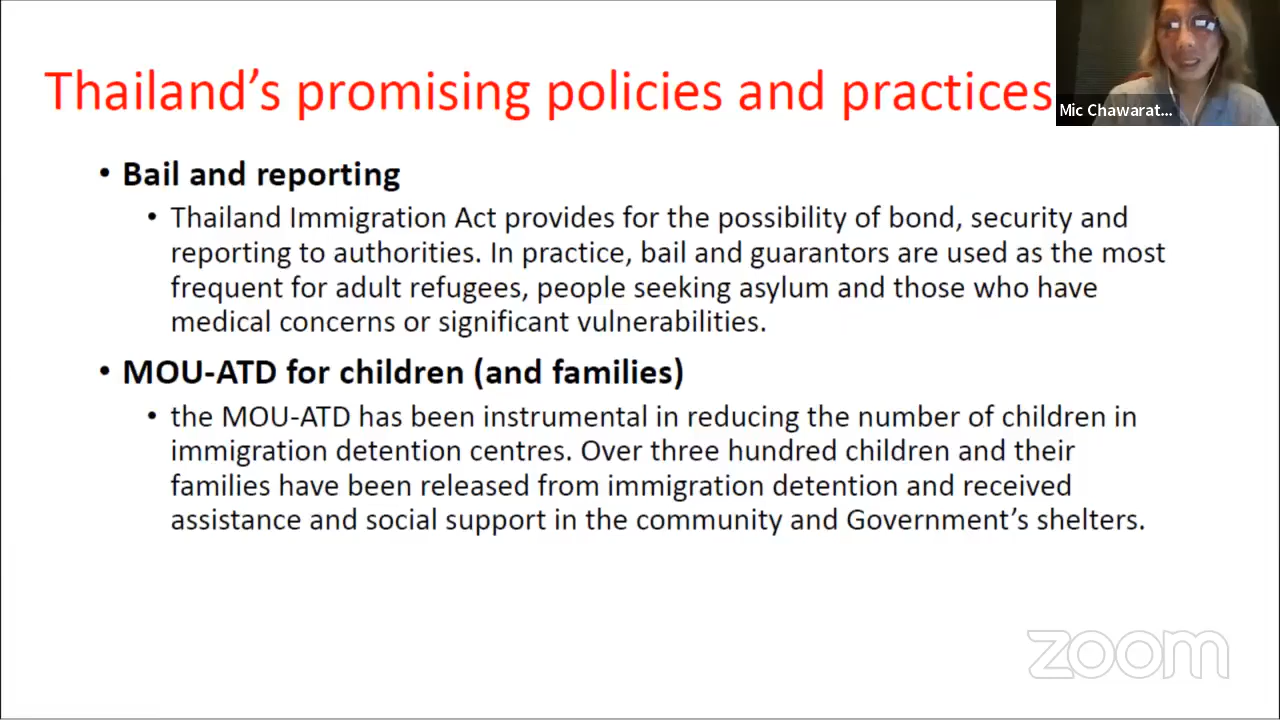 Thailand's promising policies and practices
Mic Chawarat...
• Bail and reporting
• Thailand Immigration Act provides for the possibility of bond, security and
reporting to authorities. In practice, bail and guarantors are used as the most
frequent for adult refugees, people seeking asylum and those who have
medical concerns or significant vulnerabilities.
• MOU-ATD for children (and families)
• the MOU-ATD has been instrumental in reducing the number of children in
immigration detention centres. Over three hundred children and their
families have been released from immigration detention and received
assistance and social support in the community and Government's shelters.
zoom